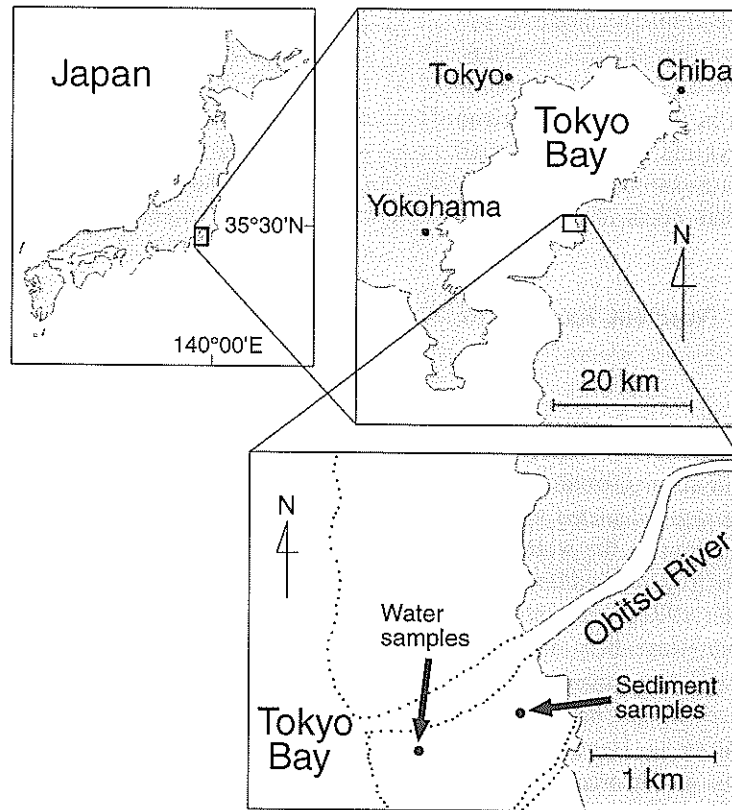 Japan
35°30'N
140°00'E
Tokyo
Chiba
Tokyo
Bay
Yokohama
N
20 km
N
Obitsu River
Water
samples
Sediment
samples
Tokyo
Bay
1 km